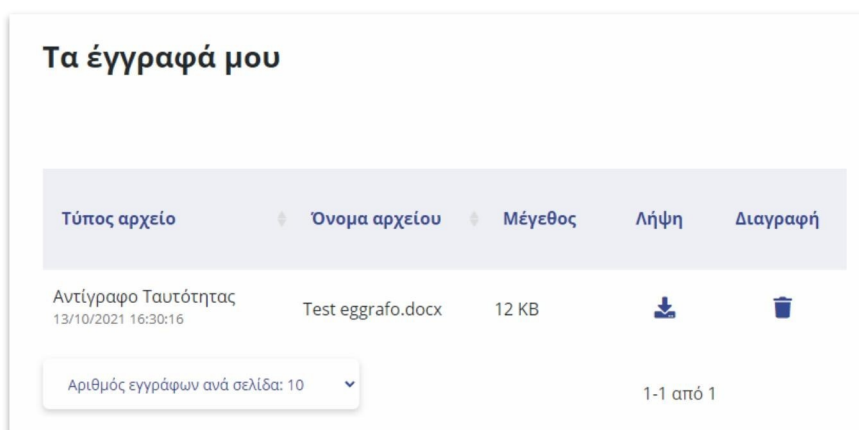 Τα έγγραφά μου
Τύπος αρχείο Όνομα αρχείου Μέγεθος Λήψη Διαγραφή
Αντίγραφο Ταυτότητας
13/10/2021 16:30:16
Test eggrafo.docx 12 KB
Αριθμός εγγράφων ανά σελίδα: 10
1-1 από 1